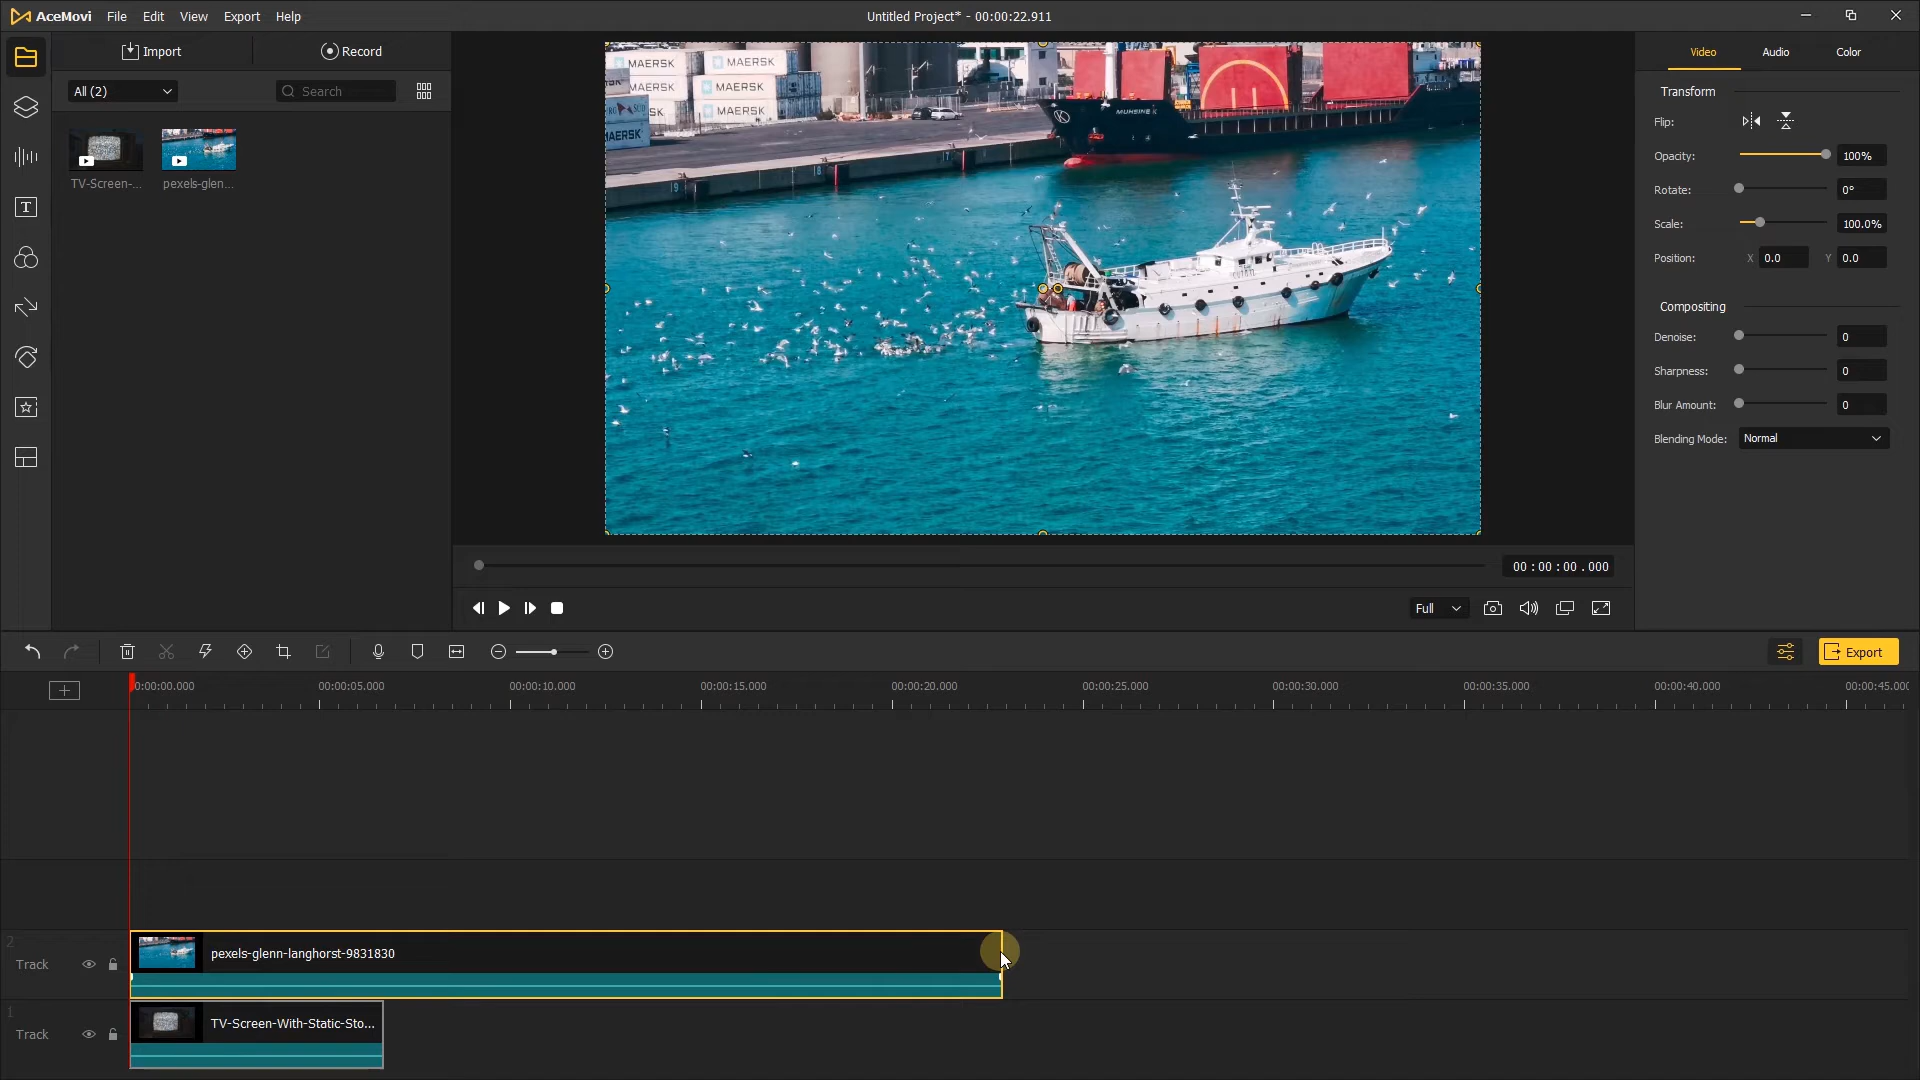 AceMovi File Edit View Export Help
Untitled Project* - 00:00:22.911
Import
Record
Video Audio Color
All (2)
Search
TV-Screen-...
pexels-glen...
MAERSK
MAERSK
MAERSK
MAERSK
MAERSK
MAERSK
MAERSK
MUHSINE K
H
K
17
18
19
Transform
Flip:
Opacity: 100%
Rotate: 0°
Scale: 100.0%
Position: X 0.0 Y 0.0
Compositing
Denoise: 0
Sharpness: 0
Blur Amount: 0
Blending Mode: Normal
00 : 00 : 00 . 000
Full
Export
0:00:00.000 00:00:05.000 00:00:10.000 00:00:15.000 00:00:20.000 00:00:25.000 00:00:30.000 00:00:35.000 00:00:40.000 00:00:45.000
2
Track
pexels-glenn-langhorst-9831830
1
Track
TV-Screen-With-Static-Sto...